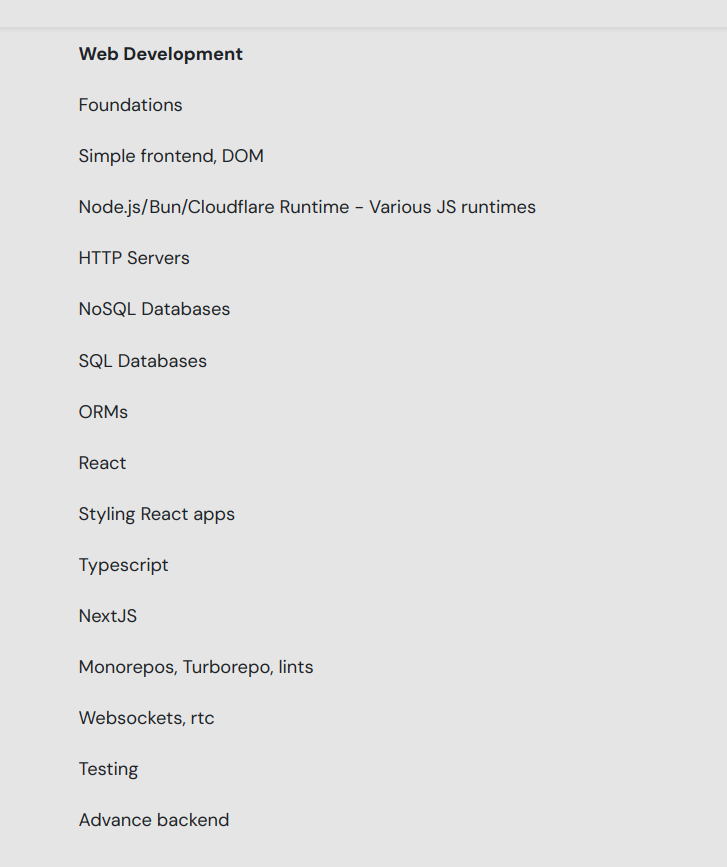 Web Development
Foundations
Simple frontend, DOM
Node.js/Bun/Cloudflare Runtime - Various JS runtimes
HTTP Servers
NoSQL Databases
SQL Databases
ORMs
React
Styling React apps
Typescript
NextJS
Monorepos, Turborepo, lints
Websockets, rtc
Testing
Advance backend